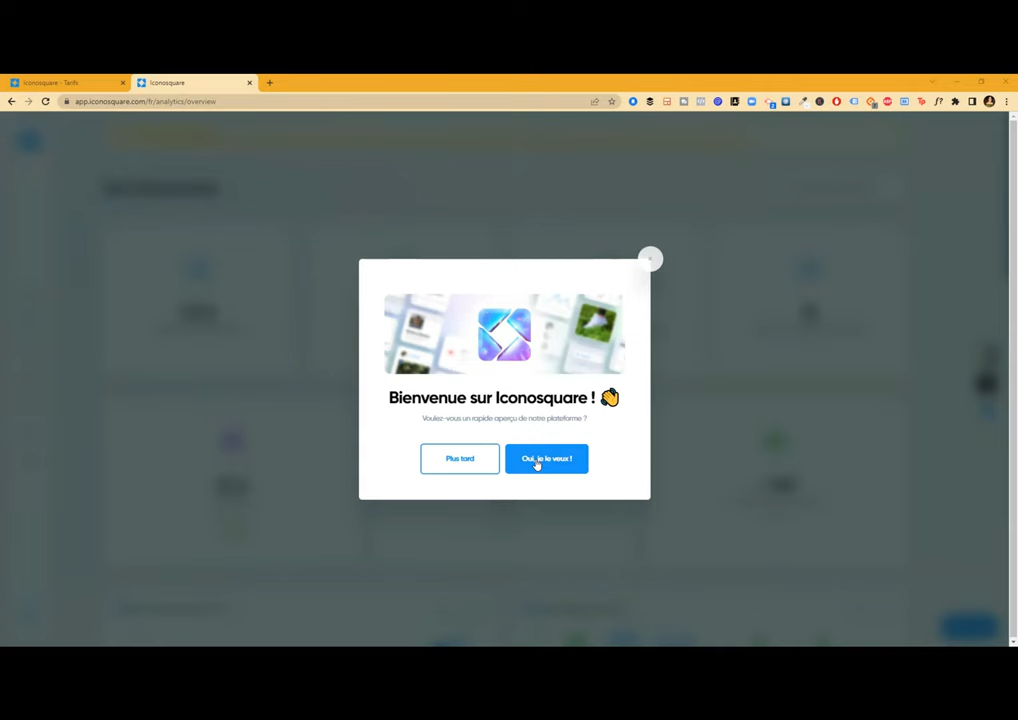 Iconosquare - Tarifs
Iconosquare
app.iconosquare.com/fr/analytics/overview
Bienvenue sur Iconosquare ! 👋
Voulez-vous un rapide aperçu de notre plateforme ?
Plus tard
Oui, je le veux !